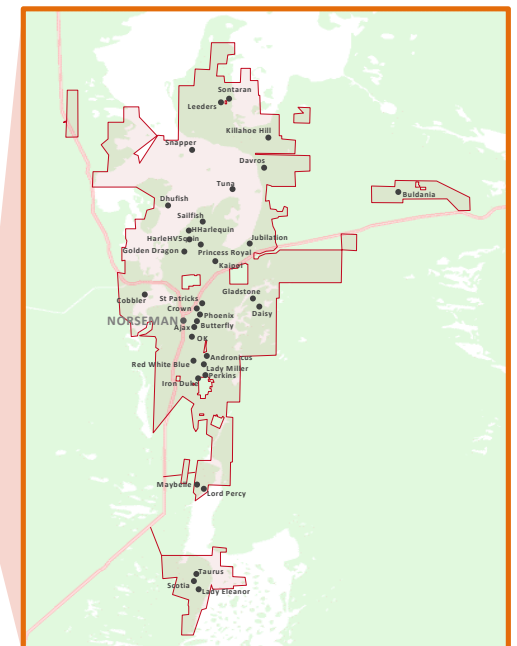 Sontaran
Leeders
Killahoe Hill
Snapper
Davros
Tuna
Buldania
Dhufish
Sailfish
HHarlequin
Jubilation
Princess Royal
Golden Dragon
Kaipoi
Cobbler
St Patricks
Gladstone
Crown
Daisy
Phoenix
NORSEMAN
Butterfly
Ajax
OK
Andronicus
Red White Blue
Lady Miller
Perkins
Iron Duke
Maybelle
Lord Percy
Taurus
Scotia
Lady Eleanor